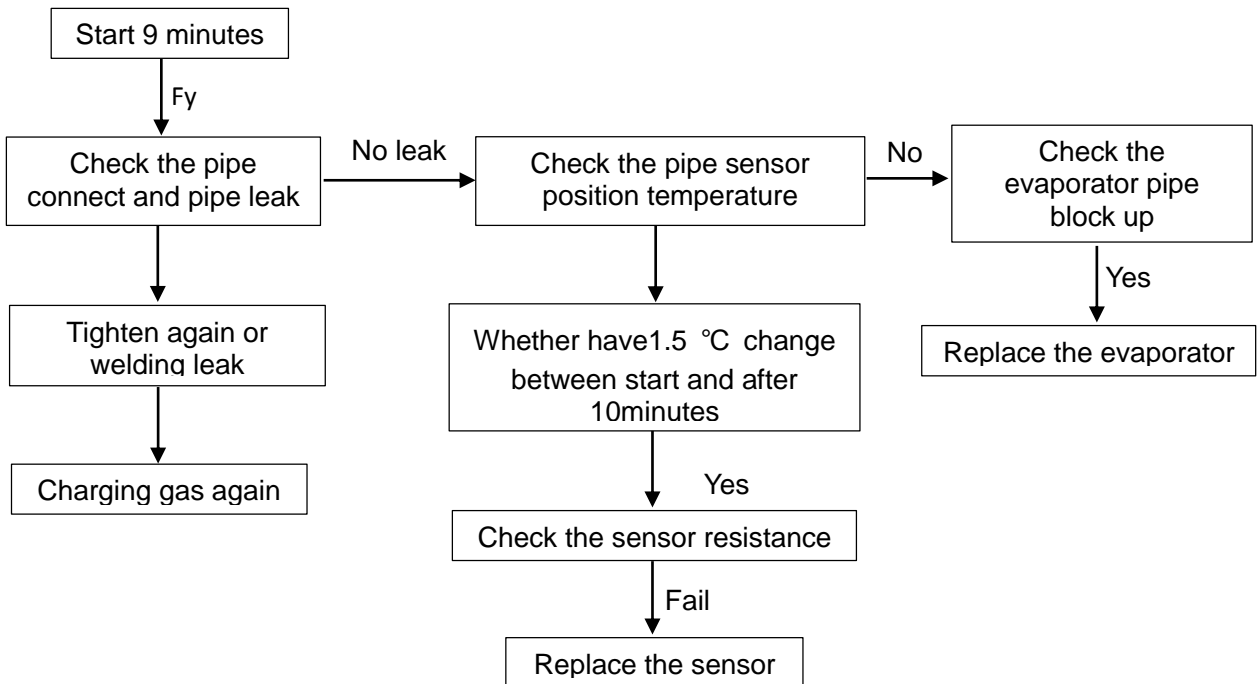 Start 9 minutes
Fy
Check the pipe
connect and pipe leak
No leak
Check the pipe sensor
position temperature
No
Check the
evaporator pipe
block up
Yes
Replace the evaporator
Tighten again or
welding leak
Charging gas again
Whether have1.5 ℃ change
between start and after
10minutes
Yes
Check the sensor resistance
Fail
Replace the sensor